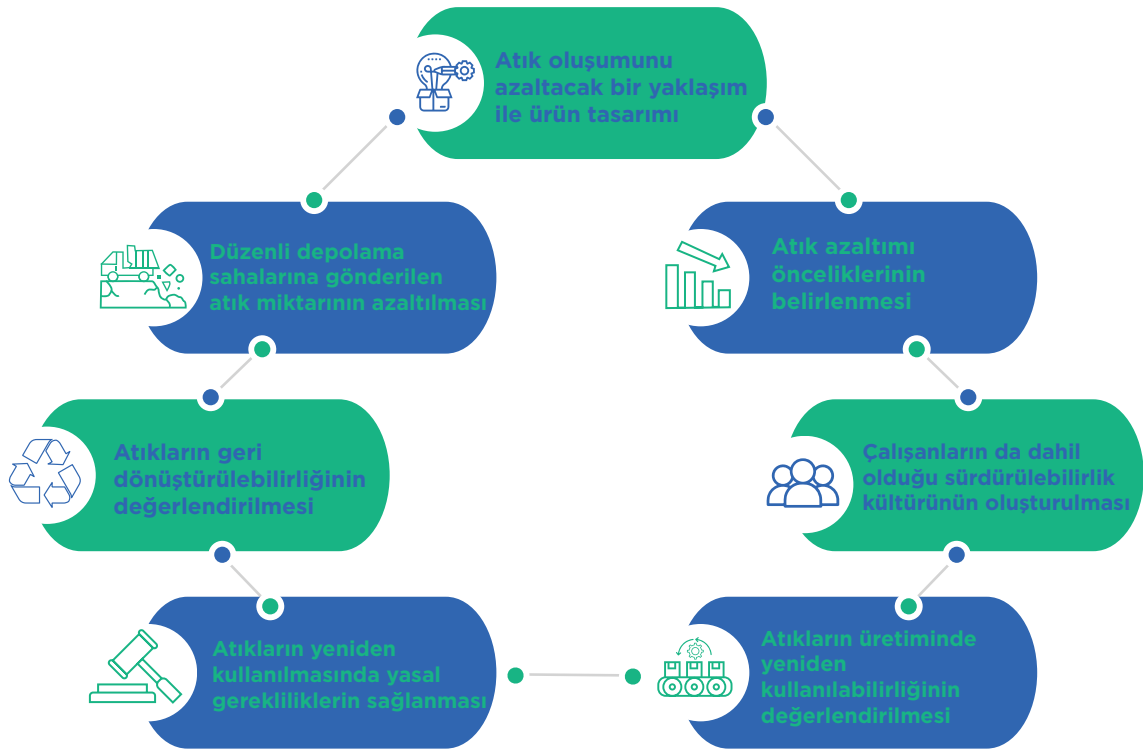 Atık oluşumunu
azaltacak bir yaklaşım
ile ürün tasarımı
Düzenli depolama
sahalarına gönderilen
atık miktarının azaltılması
Atık azaltımı
önceliklerinin
belirlenmesi
Atıkların geri
dönüştürülebilirliğinin
değerlendirilmesi
Çalışanların da dahil
olduğu sürdürülebilirlik
kültürünün oluşturulması
Atıkların yeniden
kullanılmasında yasal
gerekliliklerin sağlanması
Atıkların üretiminde
yeniden
kullanılabilirliğinin
değerlendirilmesi